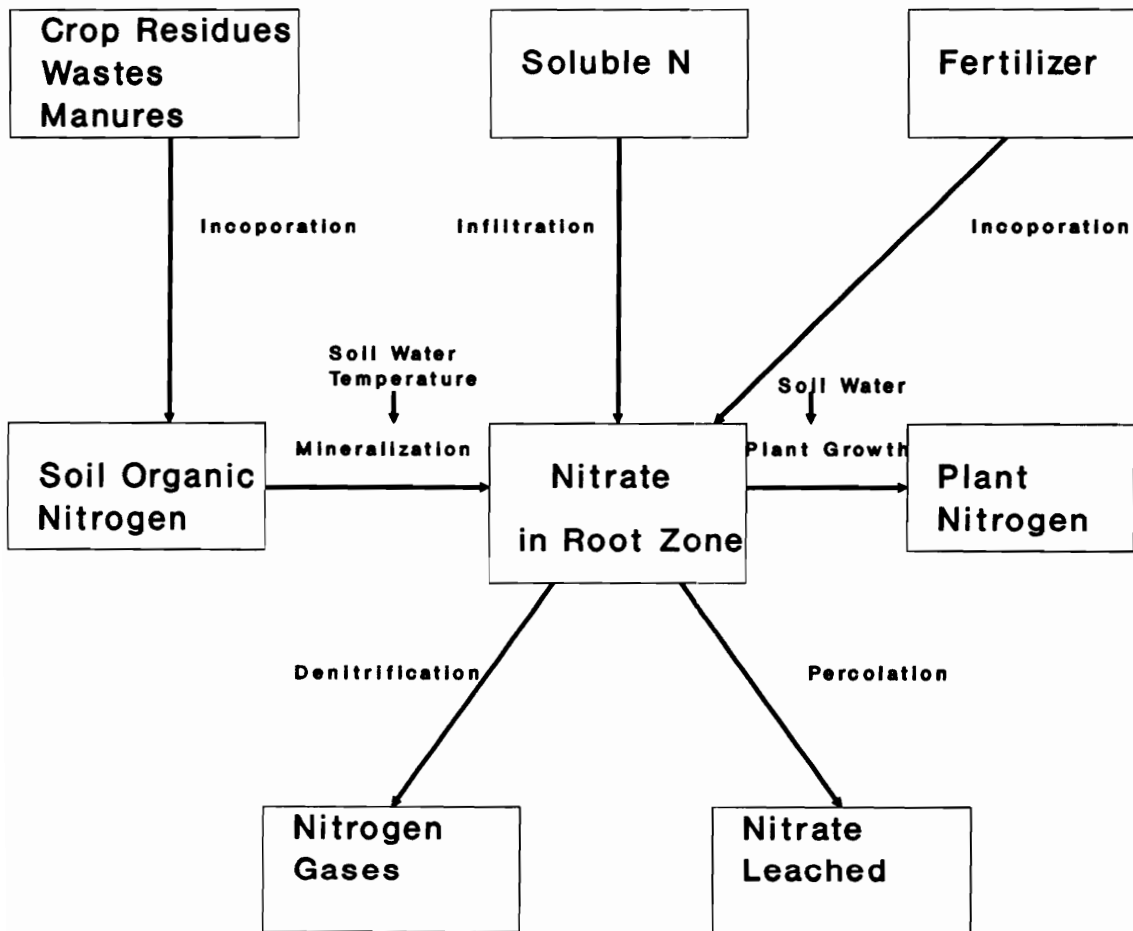 Crop Residues
Wastes
Manures
Soluble N
Fertilizer
Incoporation
Infiltration
Incoporation
Soil Water
Temperature
Soil Water
Mineralization
Plant Growth
Soil Organic
Nitrogen
Nitrate
in Root Zone
Plant
Nitrogen
Denitrification
Percolation
Nitrogen
Gases
Nitrate
Leached